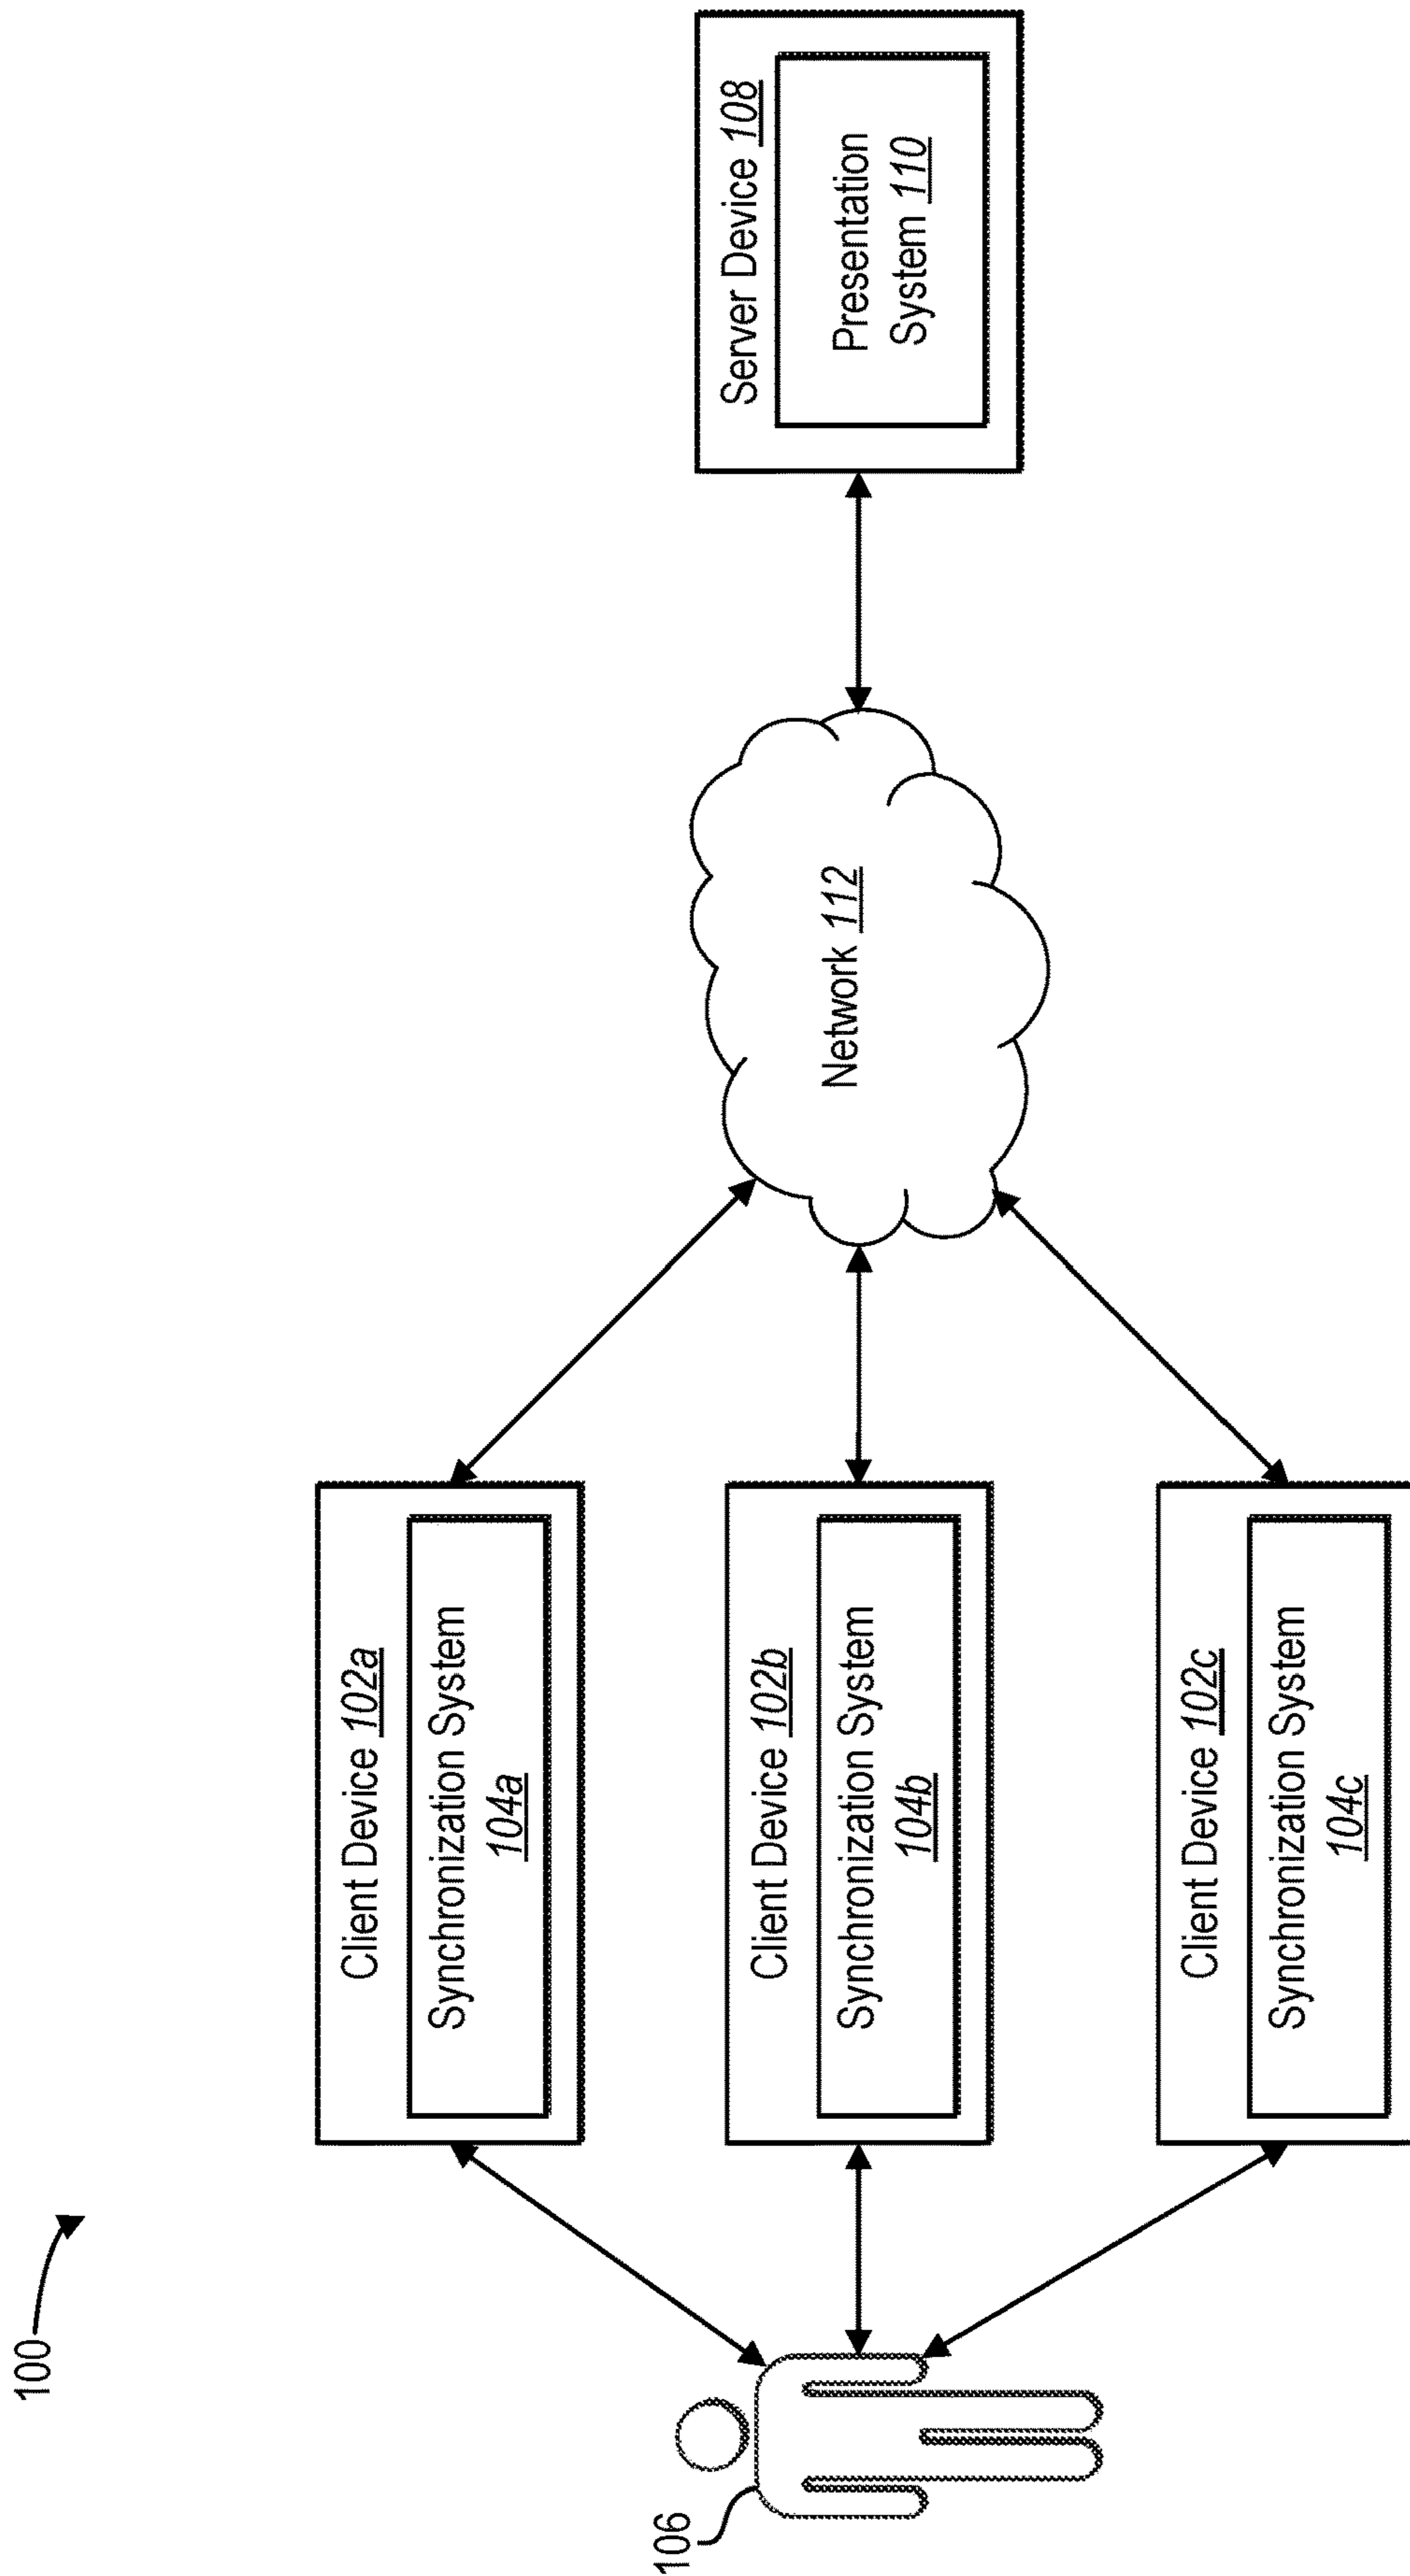 100
106
Client Device 102a
Synchronization System
104a
Client Device 102b
Synchronization System
104b
Client Device 102c
Synchronization System
104c
Network 112
Server Device 108
Presentation
System 110